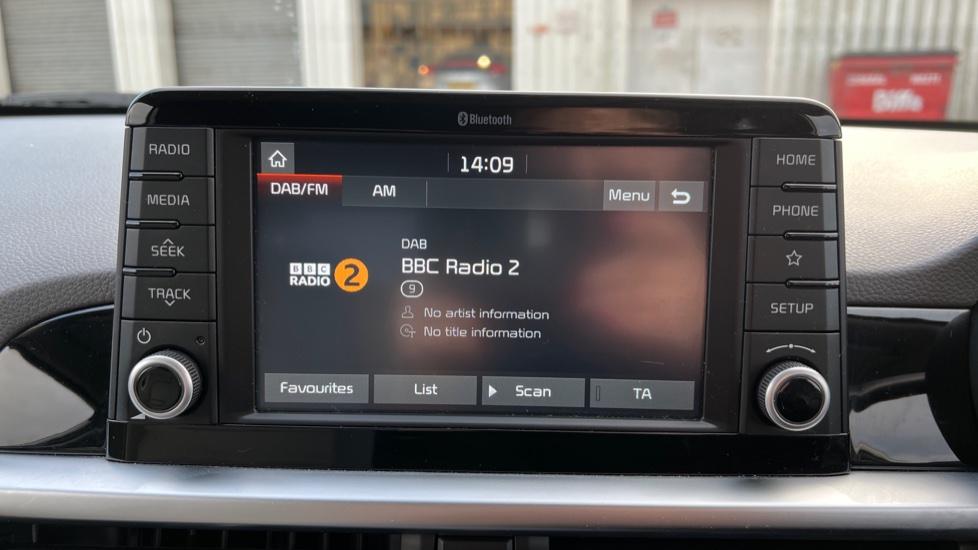 Bluetooth
RADIO
MEDIA
SEEK
TRACK
14:09
DAB/FM
AM
Menu
DAB
BBC Radio 2
9
BBC
RADIO 2
No artist information
No title information
Favourites
List
Scan
TA
HOME
PHONE
SETUP